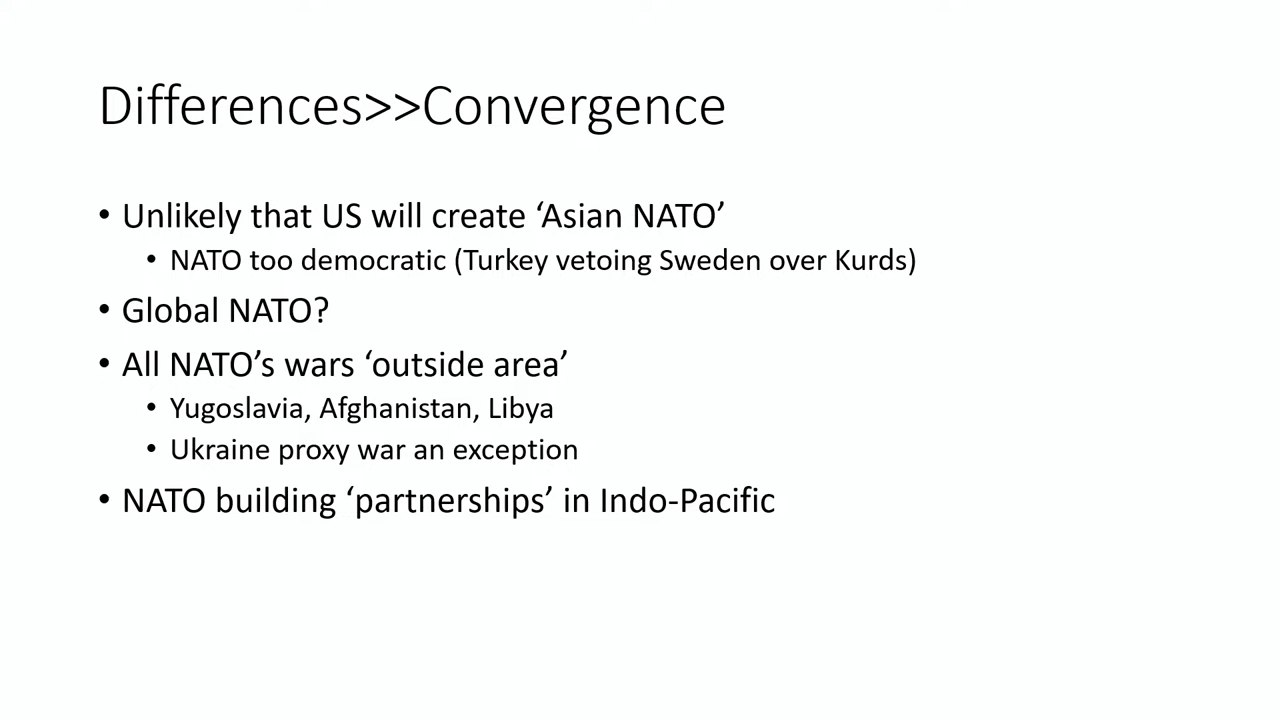 Differences>>Convergence
• Unlikely that US will create ‘Asian NATO’
• NATO too democratic (Turkey vetoing Sweden over Kurds)
• Global NATO?
• All NATO’s wars ‘outside area’
• Yugoslavia, Afghanistan, Libya
• Ukraine proxy war an exception
• NATO building ‘partnerships’ in Indo-Pacific